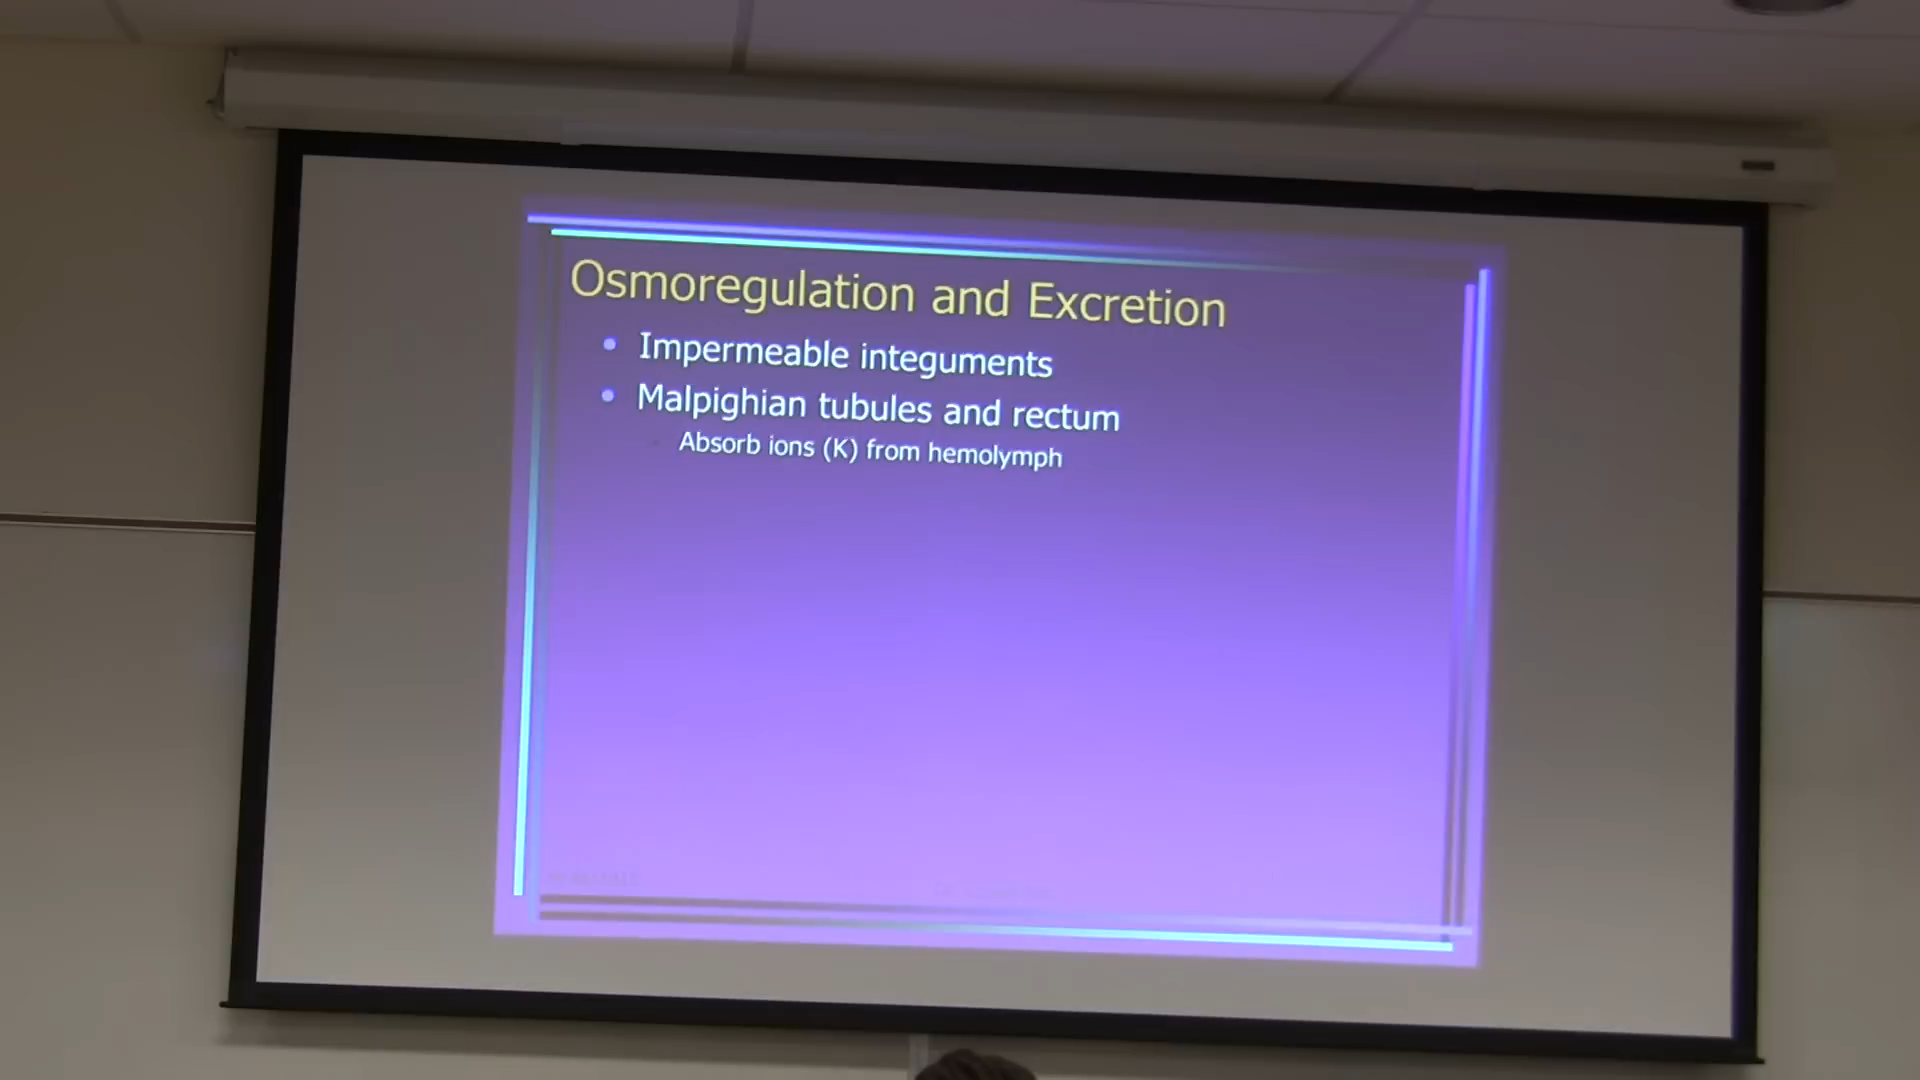 Osmoregulation and Excretion
• Impermeable integuments
• Malpighian tubules and rectum
Absorb ions (K) from hemolymph